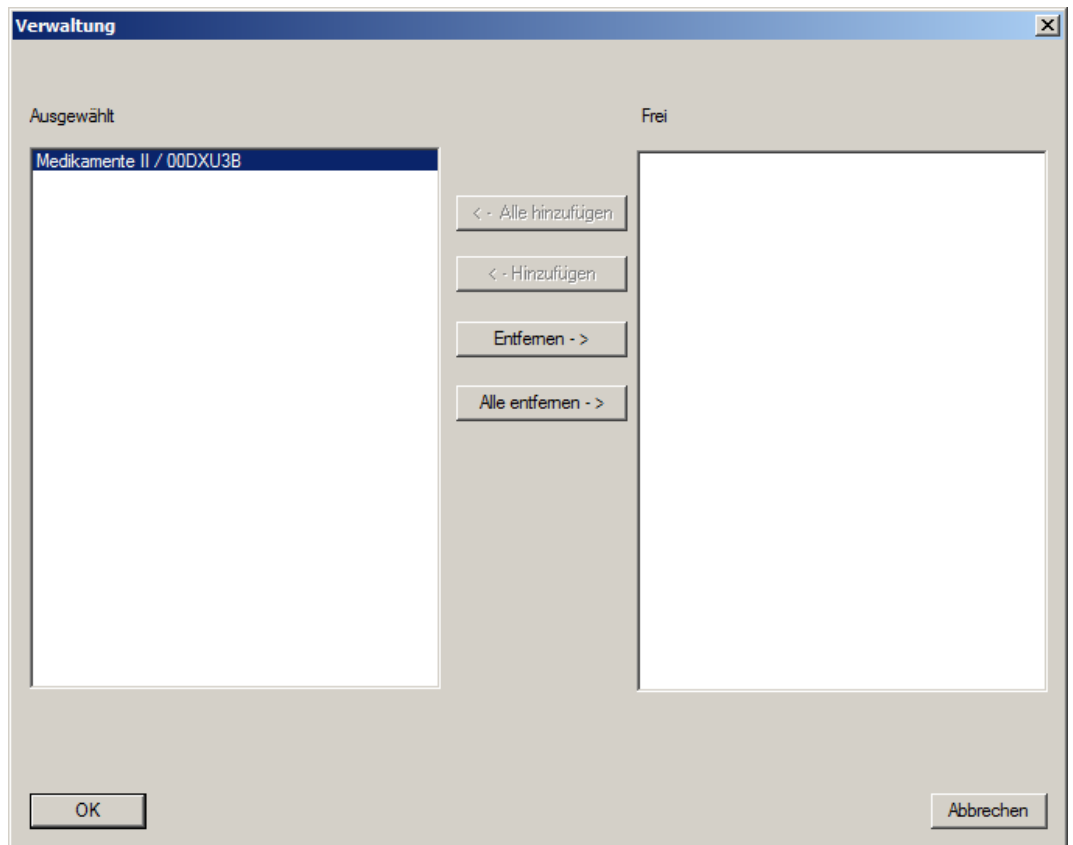 Verwaltung
Ausgewählt
Frei
Medikamente II / 00DXU3B
< - Alle hinzufügen
< - Hinzufügen
Entfernen - >
Alle entfernen - >
OK
Abbrechen